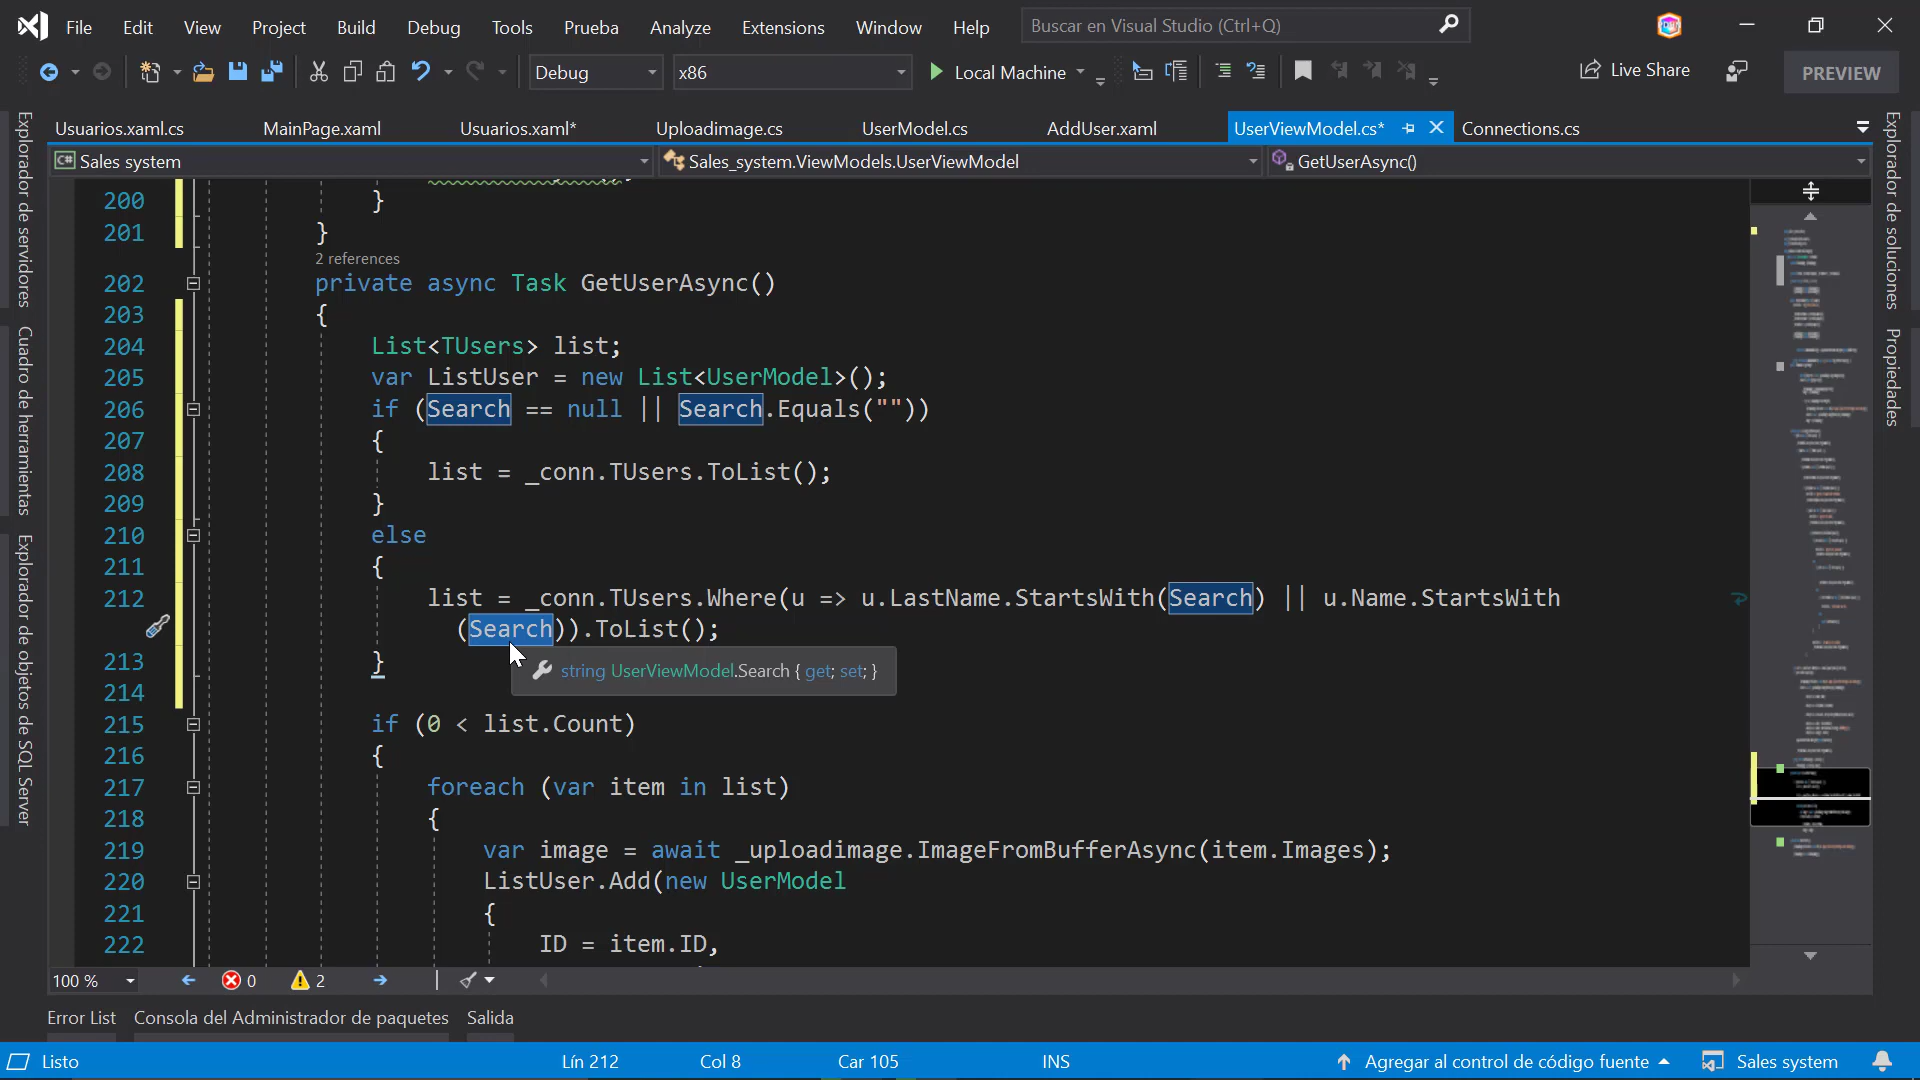 File Edit View Project Build Debug Tools Prueba Analyze Extensions Window Help Buscar en Visual Studio (Ctrl+Q)
Debug x86 Local Machine Live Share PREVIEW
Usuarios.xaml.cs MainPage.xaml Usuarios.xaml* Uploadimage.cs UserModel.cs AddUser.xaml UserViewModel.cs* Connections.cs
C# Sales system Sales_system.ViewModels.UserViewModel GetUserAsync()
Explorador de servidores
Cuadro de herramientas
Explorador de objetos de SQL Server
200 }
201 }
2 references
202 private async Task GetUserAsync()
203 {
204 List<TUsers> list;
205 var ListUser = new List<UserModel>();
206 if (Search == null || Search.Equals(""))
207 {
208 list = _conn.TUsers.ToList();
209 }
210 else
211 {
212 list = _conn.TUsers.Where(u => u.LastName.StartsWith(Search) || u.Name.StartsWith
(Search)).ToList();
213 }
string UserViewModel.Search { get; set; }
214
215 if (0 < list.Count)
216 {
217 foreach (var item in list)
218 {
219 var image = await _uploadimage.ImageFromBufferAsync(item.Images);
220 ListUser.Add(new UserModel
221 {
222 ID = item.ID,
Explorador de soluciones
Propiedades
100 % 0 2
Error List Consola del Administrador de paquetes Salida
Listo Lín 212 Col 8 Car 105 INS Agregar al control de código fuente Sales system